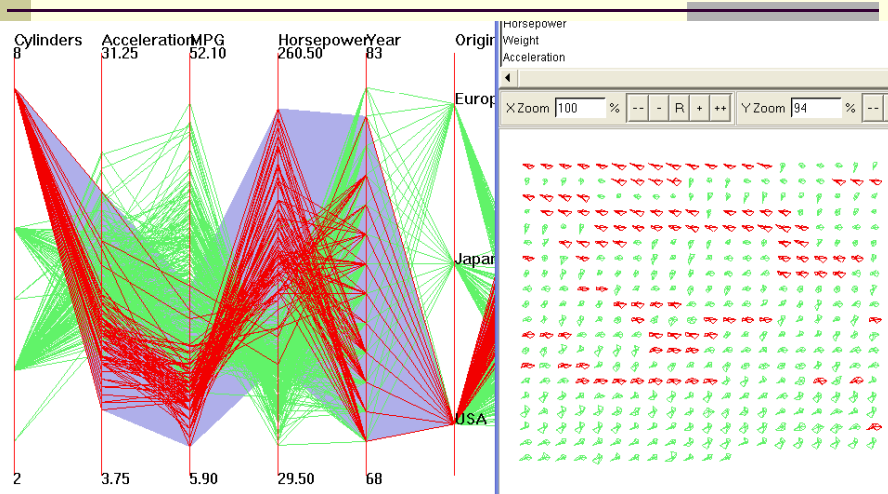 Cylinders Acceleration MPG Horsepower Year Origin
8 31.25 52.10 260.50 83
Europ
Japan
USA
2 3.75 5.90 29.50 68
Horsepower
Weight
Acceleration
X Zoom 100 % -- - R + ++ Y Zoom 94 % --